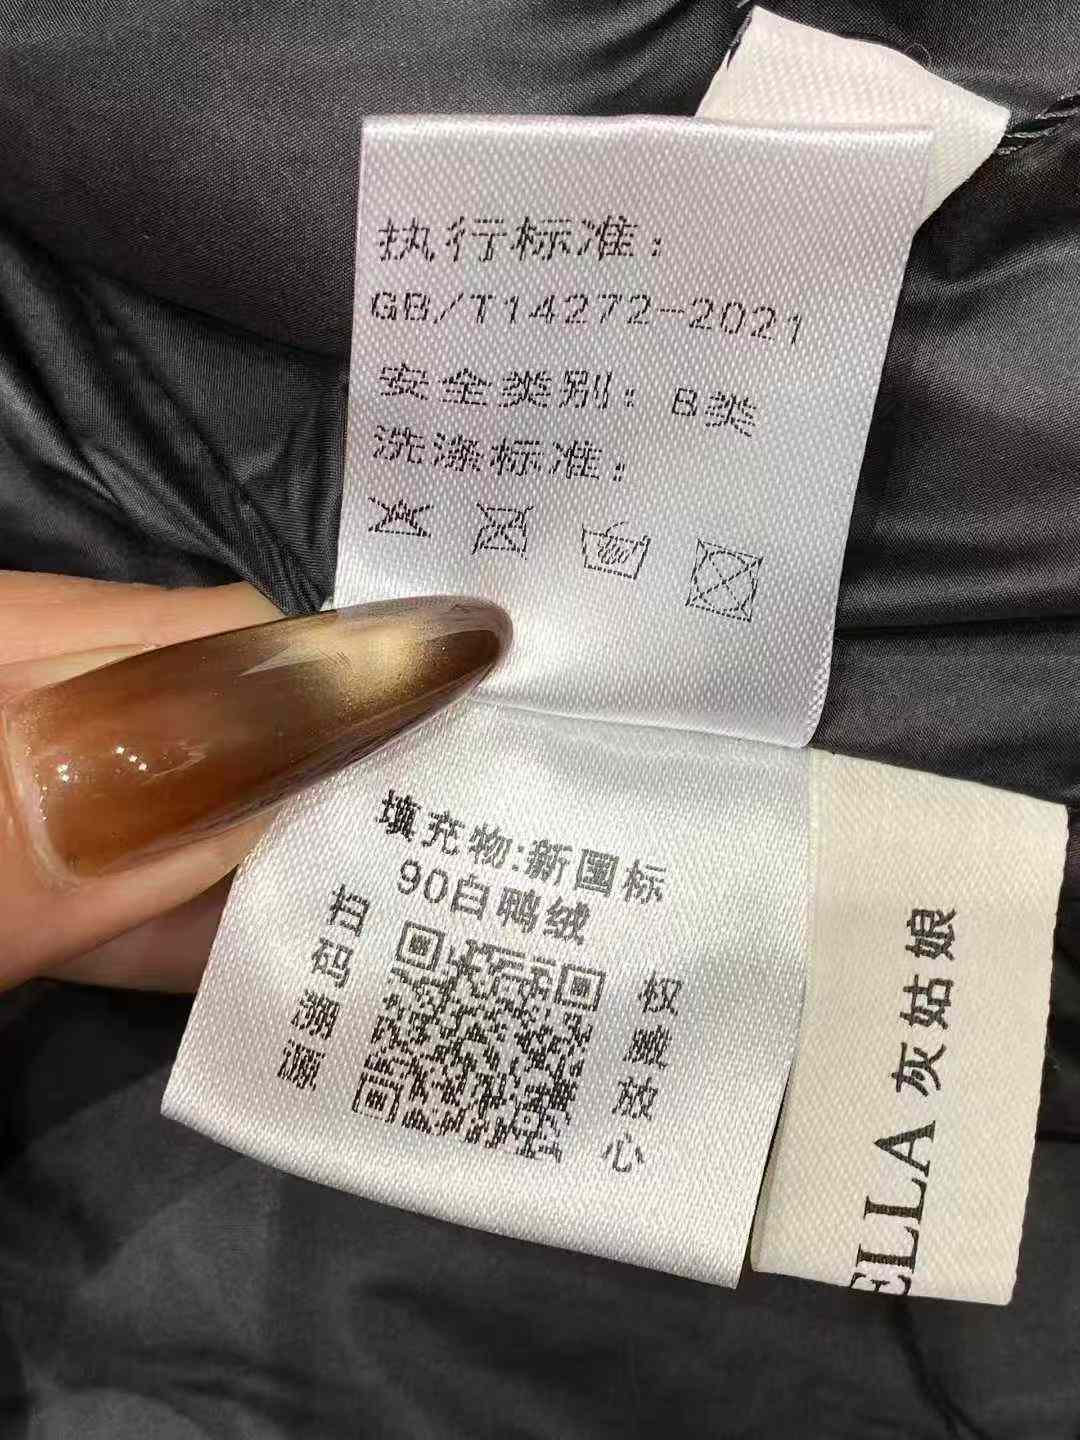 执行标准：
GB/T14272-2021
安全类别：B类
洗涤标准：
填充物:新国标
90白鸭绒
扫码溯源
权奥放心
ELLA 灰姑娘